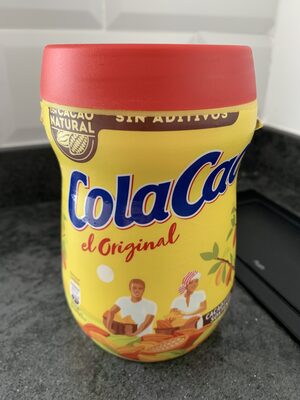 CACAO
NATURAL
SIN ADITIVOS
ColaCao
el Original